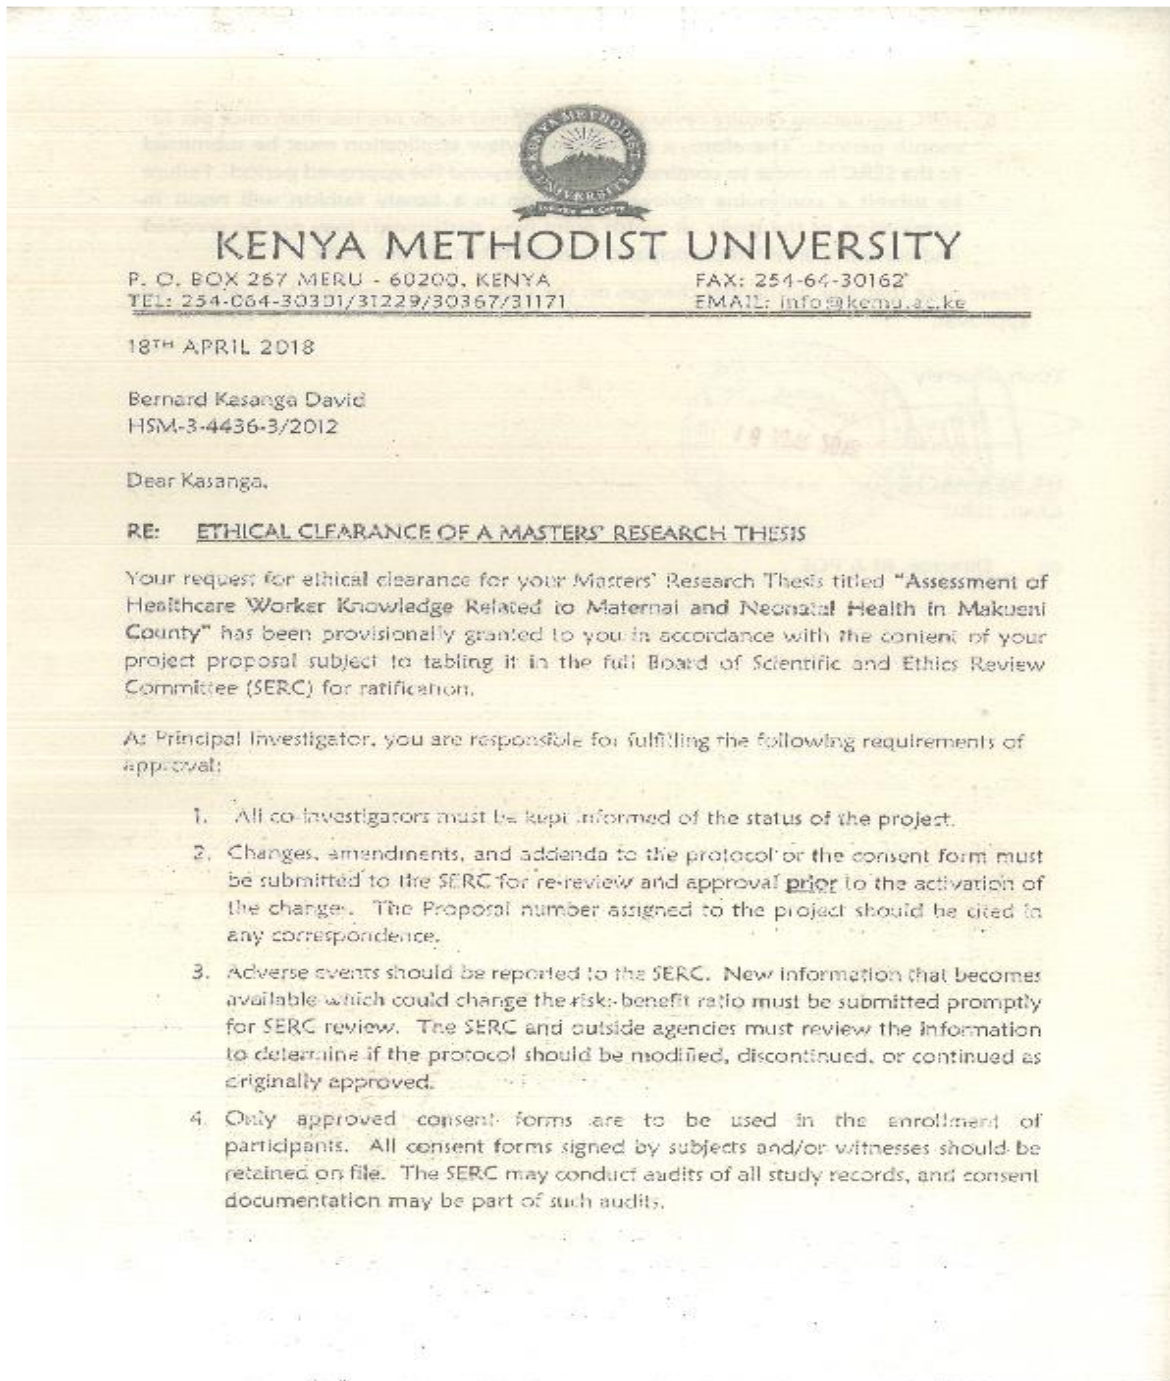 KENYA METHODIST
UNIVERSITY
KENYA METHODIST UNIVERSITY
P. O. BOX 267 MERU - 60200, KENYA FAX: 254-64-30162
TEL: 254-064-30301/31229/30367/31171 EMAIL: info@kemu.ac.ke
18TH APRIL 2018
Bernard Kasanga David
HSM-3-4436-3/2012
Dear Kasanga,
RE: ETHICAL CLEARANCE OF A MASTERS' RESEARCH THESIS
Your request for ethical clearance for your Masters' Research Thesis titled "Assessment of
Healthcare Worker Knowledge Related to Maternal and Neonatal Health in Makueni
County" has been provisionally granted to you in accordance with the content of your
project proposal subject to tabling it in the full Board of Scientific and Ethics Review
Committee (SERC) for ratification.
As Principal Investigator, you are responsible for fulfilling the following requirements of
approval:
1. All co-investigators must be kept informed of the status of the project.
2. Changes, amendments, and addenda to the protocol or the consent form must
be submitted to the SERC for re-review and approval prior to the activation of
the changes. The Proposal number assigned to the project should be cited in
any correspondence.
3. Adverse events should be reported to the SERC. New information that becomes
available which could change the risk: benefit ratio must be submitted promptly
for SERC review. The SERC and outside agencies must review the information
to determine if the protocol should be modified, discontinued, or continued as
originally approved.
4. Only approved consent forms are to be used in the enrollment of
participants. All consent forms signed by subjects and/or witnesses should be
retained on file. The SERC may conduct audits of all study records, and consent
documentation may be part of such audits.